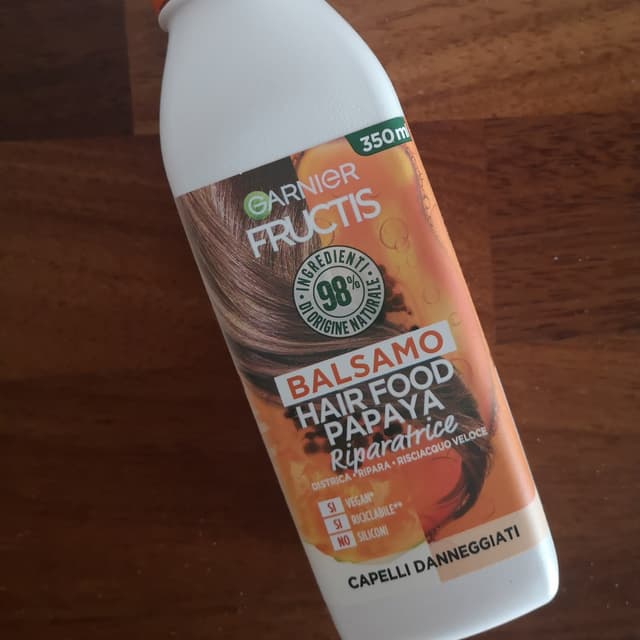 350 ml
GARNIER
FRUCTIS
INGREDIENTI
98%
DI ORIGINE NATURALE
BALSAMO
HAIR FOOD
PAPAYA
Riparatrice
DISTRICA • RIPARA • RISCIACQUO VELOCE
SI VEGAN*
SI RICICLABILE**
NO SILICONI
CAPELLI DANNEGGIATI